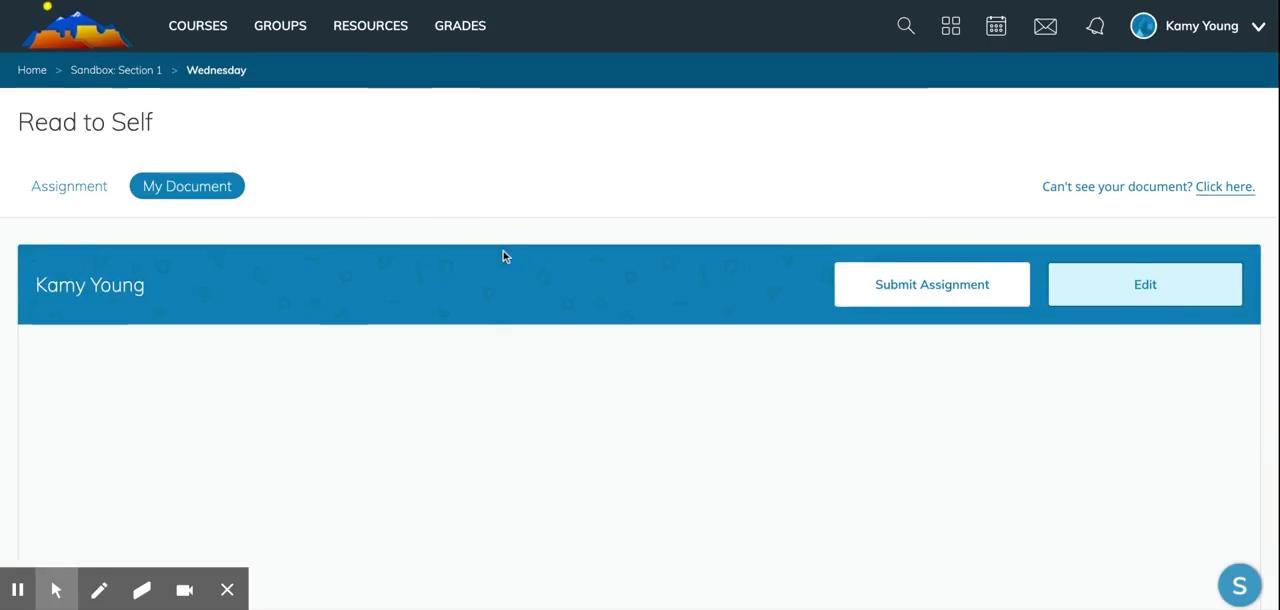 COURSES GROUPS RESOURCES GRADES Kamy Young
Home > Sandbox: Section 1 > Wednesday
Read to Self
Assignment My Document Can't see your document? Click here.
Kamy Young Submit Assignment Edit
S